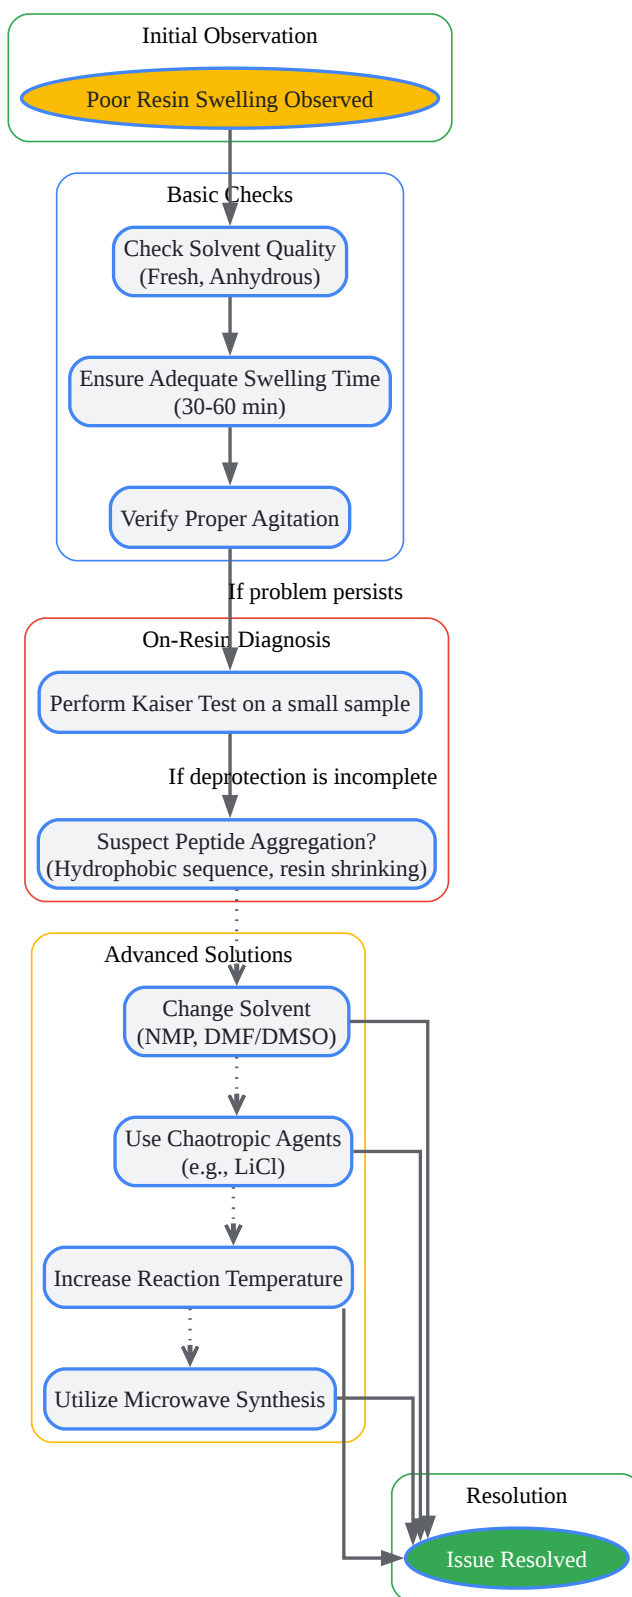 Initial Observation
Poor Resin Swelling Observed
Basic Checks
Check Solvent Quality
(Fresh, Anhydrous)
Ensure Adequate Swelling Time
(30-60 min)
Verify Proper Agitation
If problem persists
On-Resin Diagnosis
Perform Kaiser Test on a small sample
If deprotection is incomplete
Suspect Peptide Aggregation?
(Hydrophobic sequence, resin shrinking)
Advanced Solutions
Change Solvent
(NMP, DMF/DMSO)
Use Chaotropic Agents
(e.g., LiCl)
Increase Reaction Temperature
Utilize Microwave Synthesis
Resolution
Issue Resolved